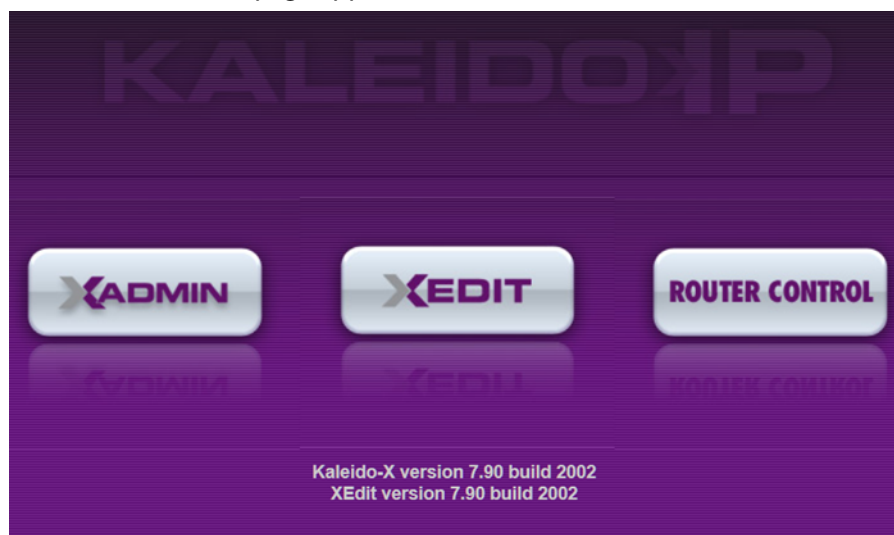 KALEIDO IP
XADMIN
XEDIT
ROUTER CONTROL
Kaleido-X version 7.90 build 2002
XEdit version 7.90 build 2002